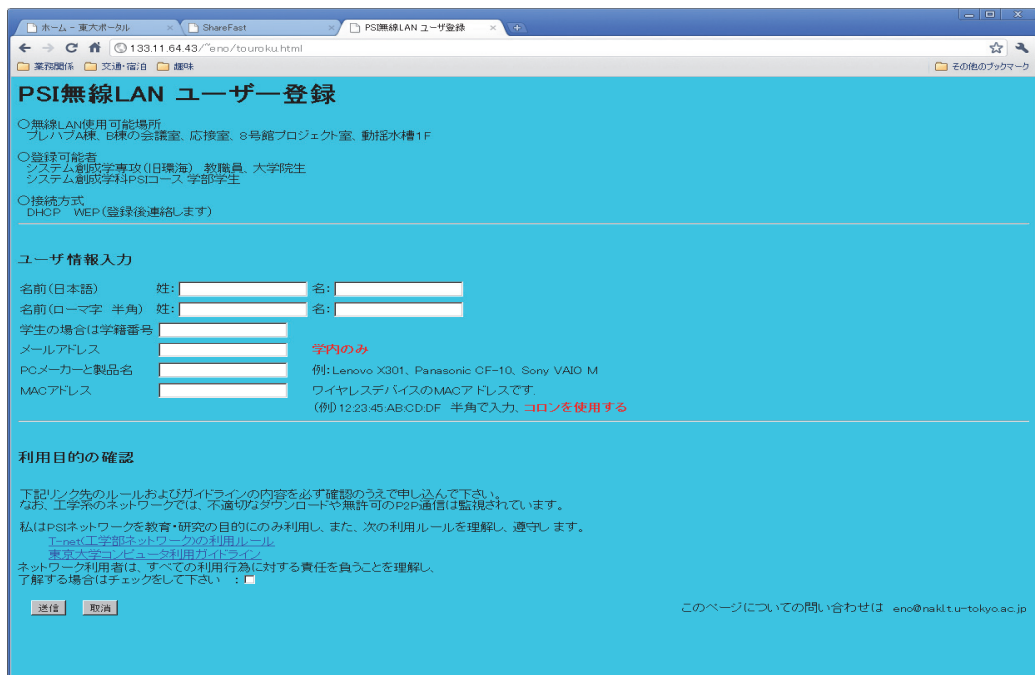 ホーム - 東大ポータル
ShareFast
PSI無線LAN ユーザ登録
133.11.64.43/~eno/touroku.html
業務関係 交通・宿泊 趣味 その他のブックマーク
PSI無線LAN ユーザー登録
○無線LAN使用可能場所
プレハブA棟、B棟の会議室、応接室、8号館プロジェクト室、動揺水槽1F
○登録可能者
システム創成学専攻(旧環海) 教職員、大学院生
システム創成学科PSIコース 学部学生
○接続方式
DHCP WEP(登録後連絡します)
ユーザ情報入力
名前(日本語) 姓: 名:
名前(ローマ字 半角) 姓: 名:
学生の場合は学籍番号
メールアドレス 学内のみ
PCメーカーと製品名 例:Lenovo X301、Panasonic CF-10、Sony VAIO M
MACアドレス ワイヤレスデバイスのMACアドレスです.
(例) 12:23:45:AB:CD:DF 半角で入力、コロンを使用する
利用目的の確認
下記リンク先のルールおよびガイドラインの内容を必ず確認のうえで申し込んで下さい。
なお、工学系のネットワークでは、不適切なダウンロードや無許可のP2P通信は監視されています。
私はPSIネットワークを教育・研究の目的にのみ利用し、また、次の利用ルールを理解し、遵守し ます。
T-net(工学部ネットワーク)の利用ルール
東京大学コンピュータ利用ガイドライン
ネットワーク利用者は、すべての利用行為に対する責任を負うことを理解し、
了解する場合はチェックをして下さい :
送信 取消 このページについての問い合わせは eno@nakl.t.u-tokyo.ac.jp